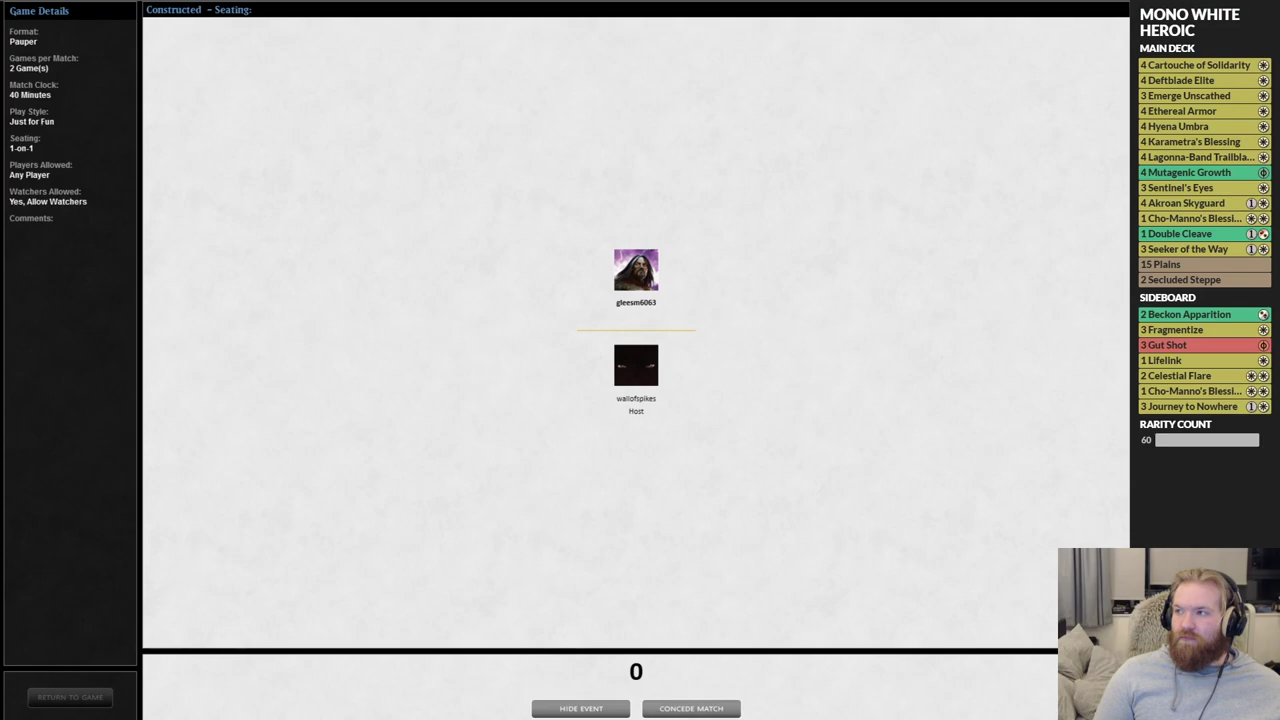 Game Details
Format:
Pauper
Games per Match:
2 Game(s)
Match Clock:
40 Minutes
Play Style:
Just for Fun
Seating:
1-on-1
Players Allowed:
Any Player
Watchers Allowed:
Yes, Allow Watchers
Comments:
RETURN TO GAME
Constructed - Seating:
gleesm6063
wallofspikes
Host
0
HIDE EVENT
CONCEDE MATCH
MONO WHITE
HEROIC
MAIN DECK
4 Cartouche of Solidarity
4 Deftblade Elite
3 Emerge Unscathed
4 Ethereal Armor
4 Hyena Umbra
4 Karametra's Blessing
4 Lagonna-Band Trailbla...
4 Mutagenic Growth
3 Sentinel's Eyes
4 Akroan Skyguard 1
1 Cho-Manno's Blessi...
1 Double Cleave 1
3 Seeker of the Way 1
15 Plains
2 Secluded Steppe
SIDEBOARD
2 Beckon Apparition
3 Fragmentize
3 Gut Shot
1 Lifelink
2 Celestial Flare
1 Cho-Manno's Blessi...
3 Journey to Nowhere 1
RARITY COUNT
60